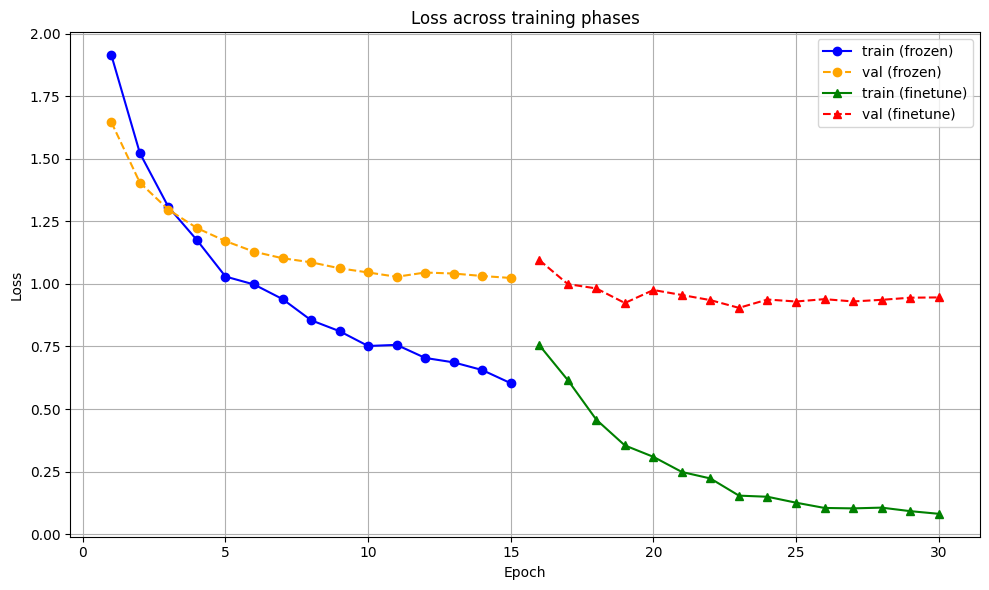 Loss across training phases
train (frozen)
val (frozen)
train (finetune)
val (finetune)
Loss
2.00
1.75
1.50
1.25
1.00
0.75
0.50
0.25
0.00
0
5
10
15
20
25
30
Epoch